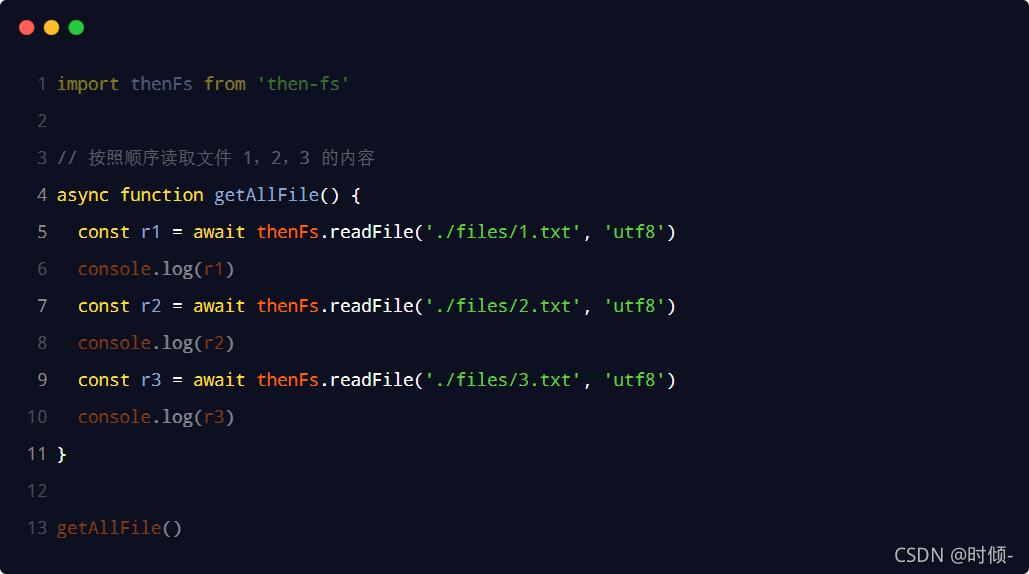 1 import thenFs from 'then-fs'
2
3 // 按照顺序读取文件 1，2，3 的内容
4 async function getAllFile() {
5   const r1 = await thenFs.readFile('./files/1.txt', 'utf8')
6   console.log(r1)
7   const r2 = await thenFs.readFile('./files/2.txt', 'utf8')
8   console.log(r2)
9   const r3 = await thenFs.readFile('./files/3.txt', 'utf8')
10   console.log(r3)
11 }
12
13 getAllFile()
CSDN @时倾-